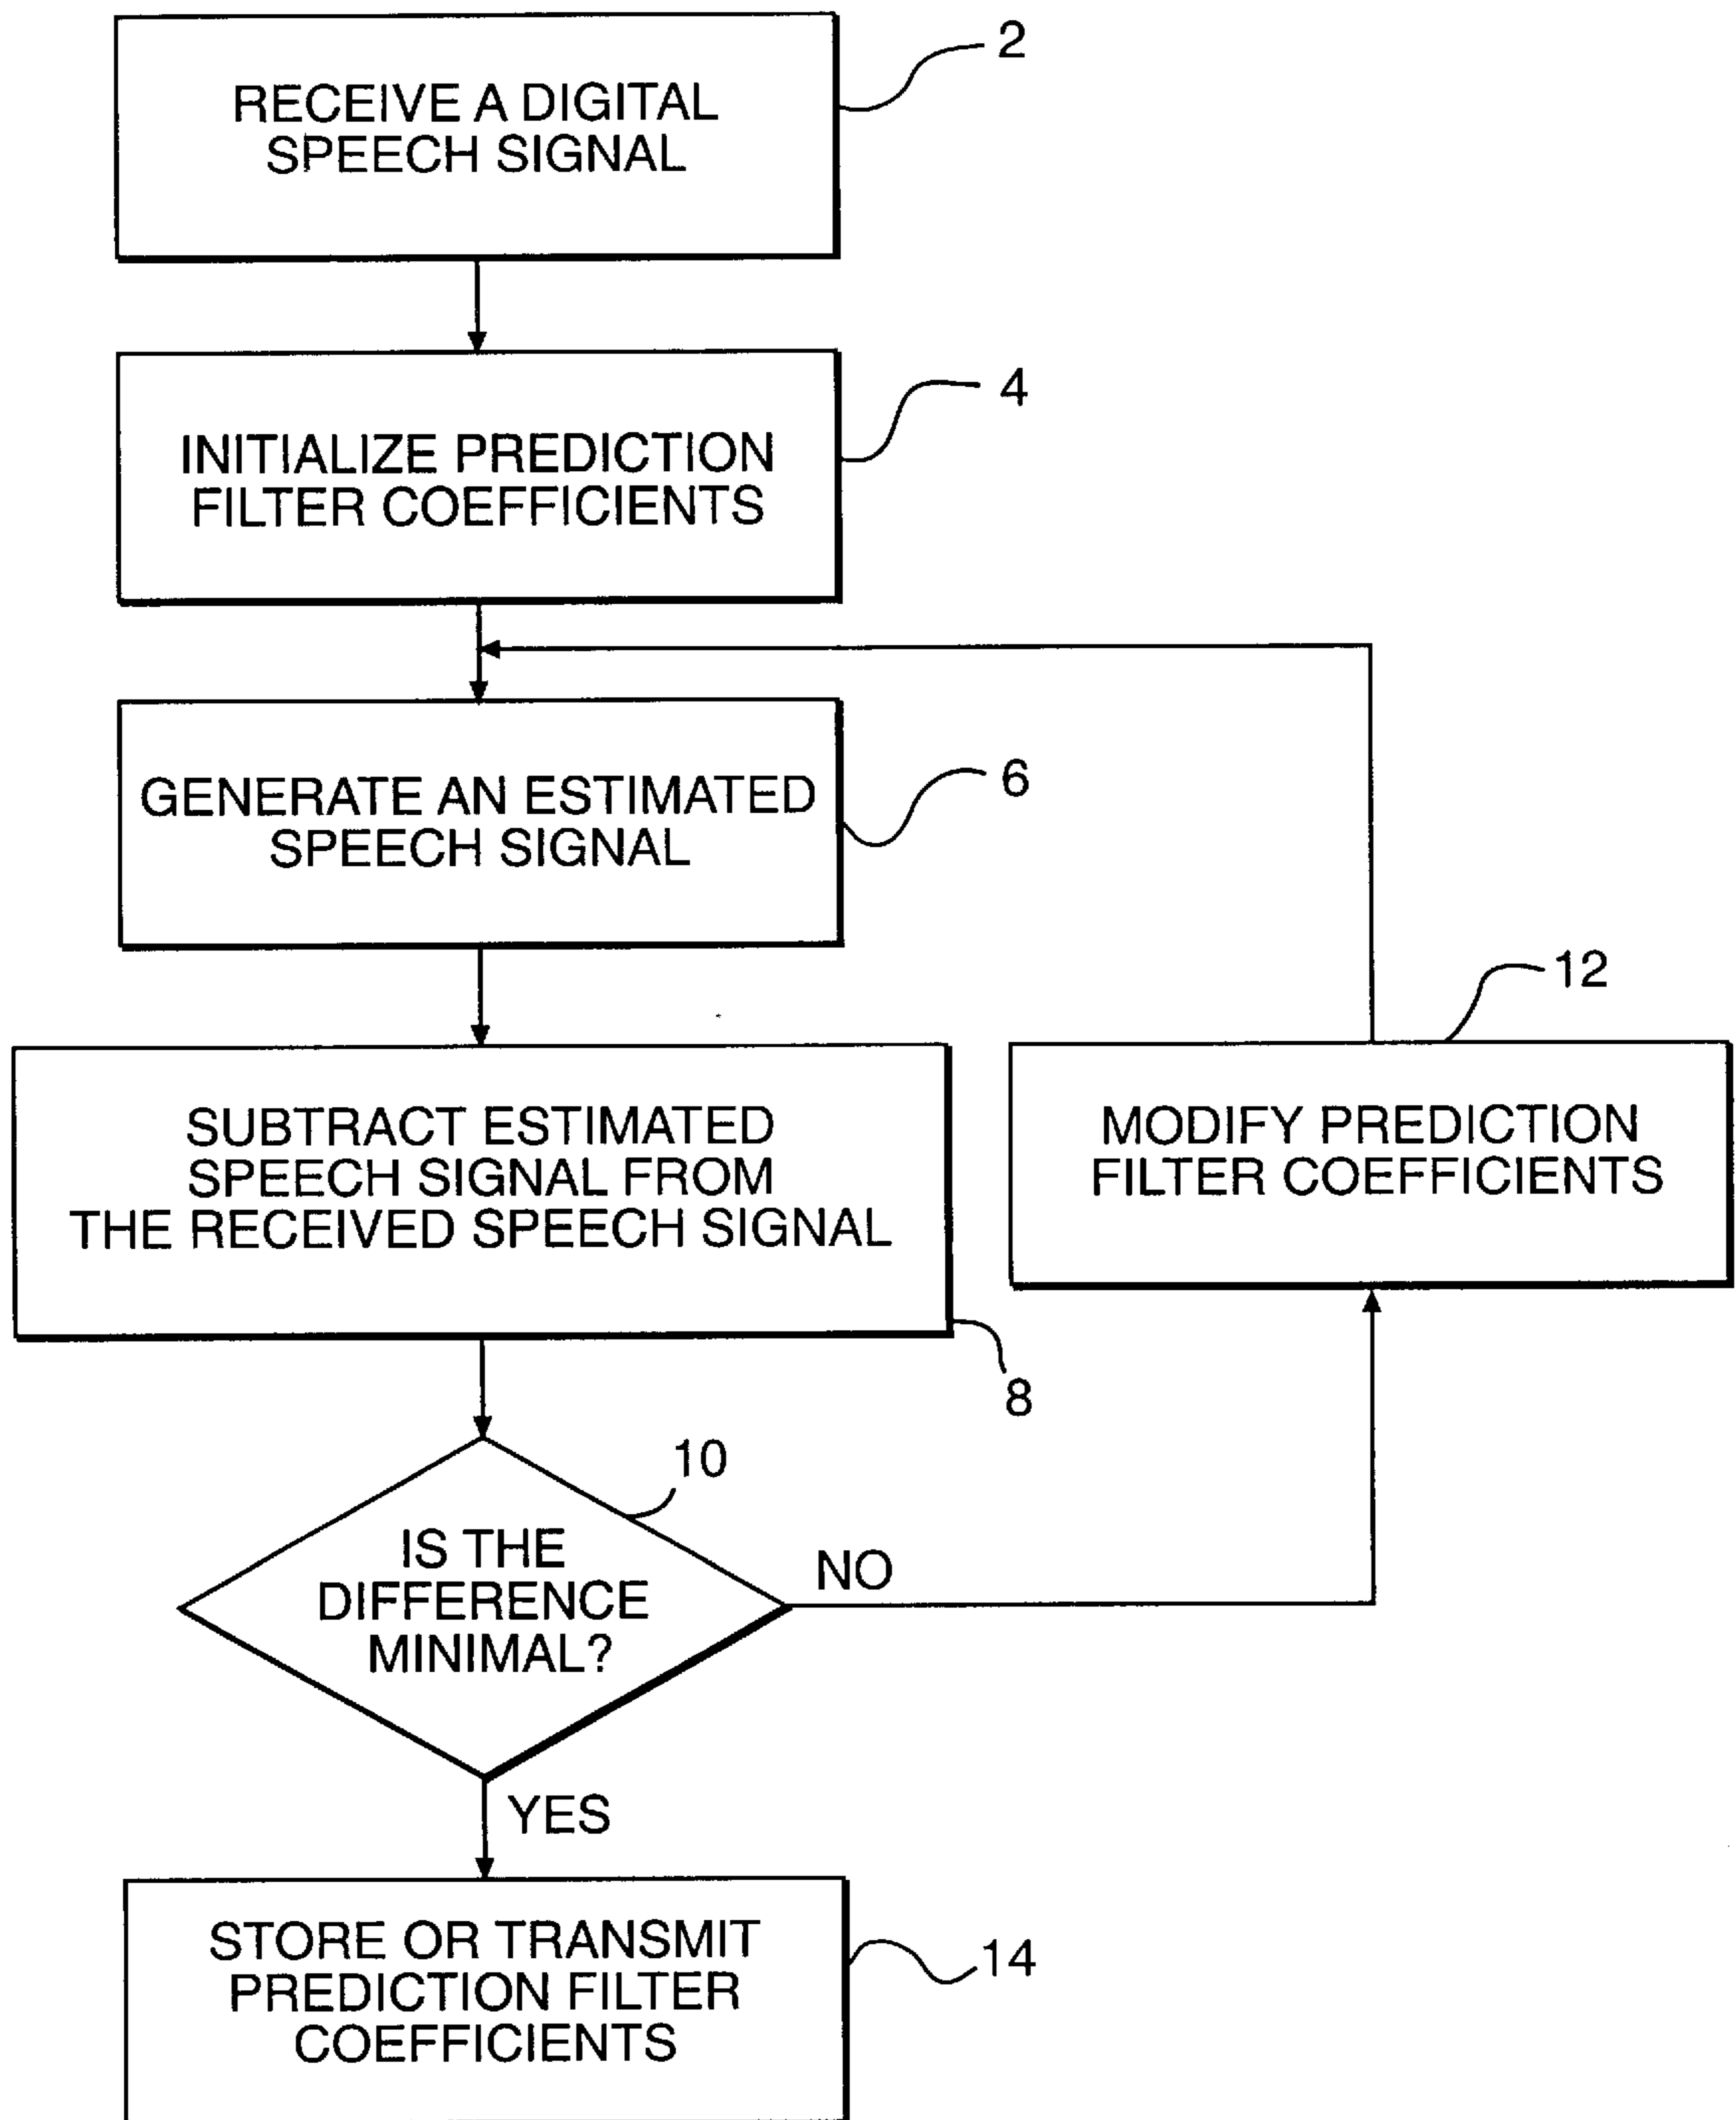 RECEIVE A DIGITAL
SPEECH SIGNAL
2
INITIALIZE PREDICTION
FILTER COEFFICIENTS
4
GENERATE AN ESTIMATED
SPEECH SIGNAL
6
SUBTRACT ESTIMATED
SPEECH SIGNAL FROM
THE RECEIVED SPEECH SIGNAL
8
MODIFY PREDICTION
FILTER COEFFICIENTS
12
IS THE
DIFFERENCE
MINIMAL?
10
NO
YES
STORE OR TRANSMIT
PREDICTION FILTER
COEFFICIENTS
14